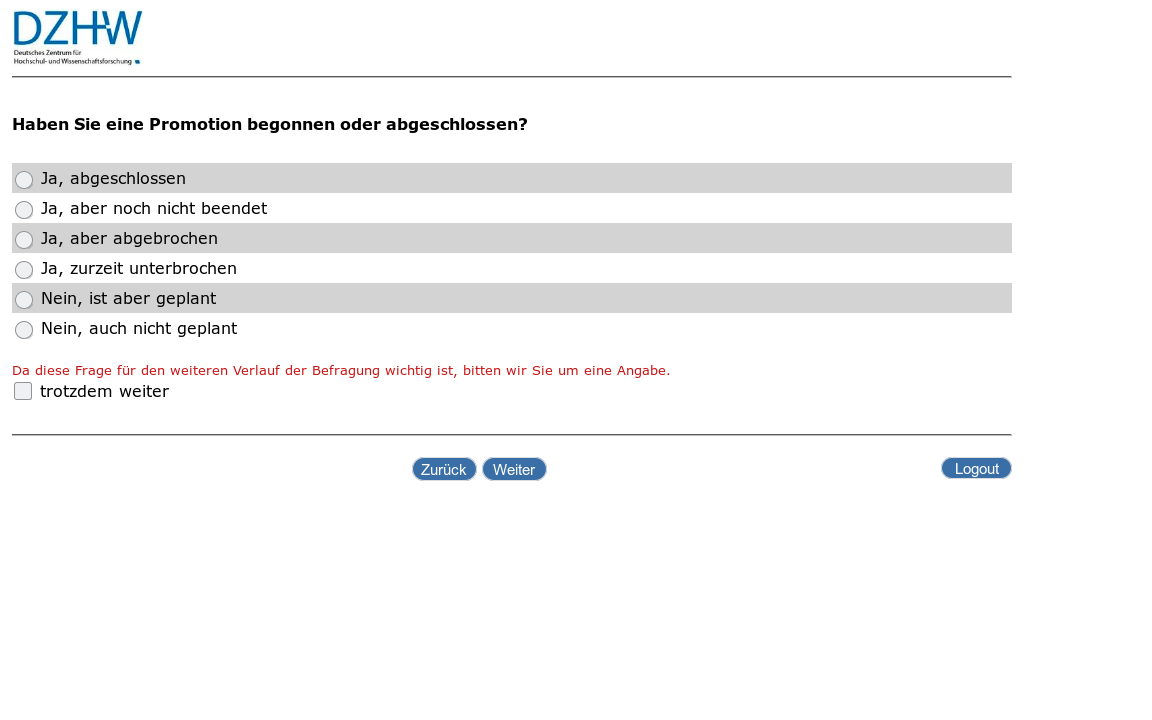 DZHW
Deutsches Zentrum für
Hochschul- und Wissenschaftsforschung
Haben Sie eine Promotion begonnen oder abgeschlossen?
Ja, abgeschlossen
Ja, aber noch nicht beendet
Ja, aber abgebrochen
Ja, zurzeit unterbrochen
Nein, ist aber geplant
Nein, auch nicht geplant
Da diese Frage für den weiteren Verlauf der Befragung wichtig ist, bitten wir Sie um eine Angabe.
trotzdem weiter
Zurück Weiter Logout